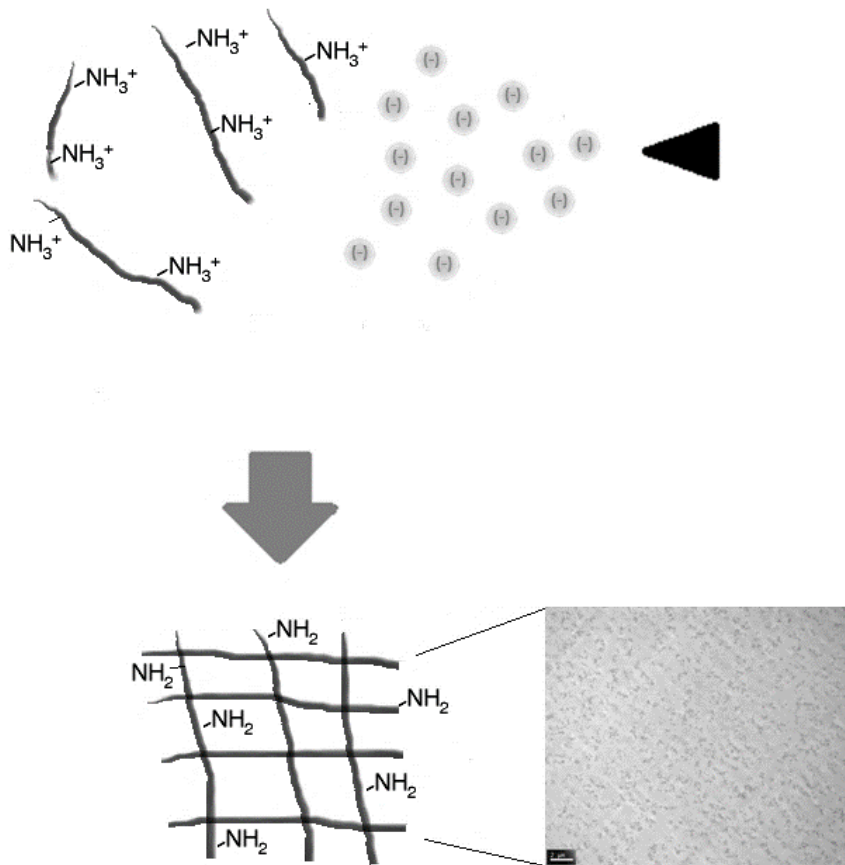 NH3+
NH3+
NH3+
NH3+
NH3+
NH3+
NH3+
(-)
(-)
(-)
(-)
(-)
(-)
(-)
(-)
(-)
(-)
(-)
(-)
(-)
NH2
NH2
NH2
NH2
NH2
NH2